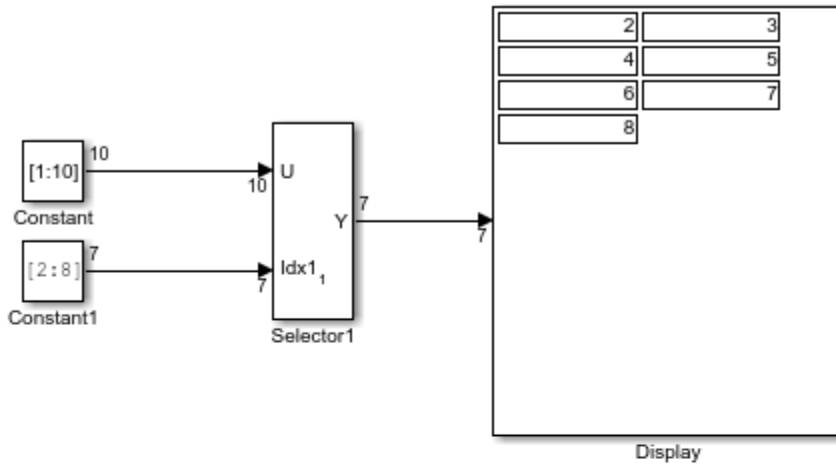 2 3
4 5
6 7
8
[1:10]
10
10
U
Constant
7
Y
7
[2:8]
7
7
Idx1
1
Constant1
Selector1
Display